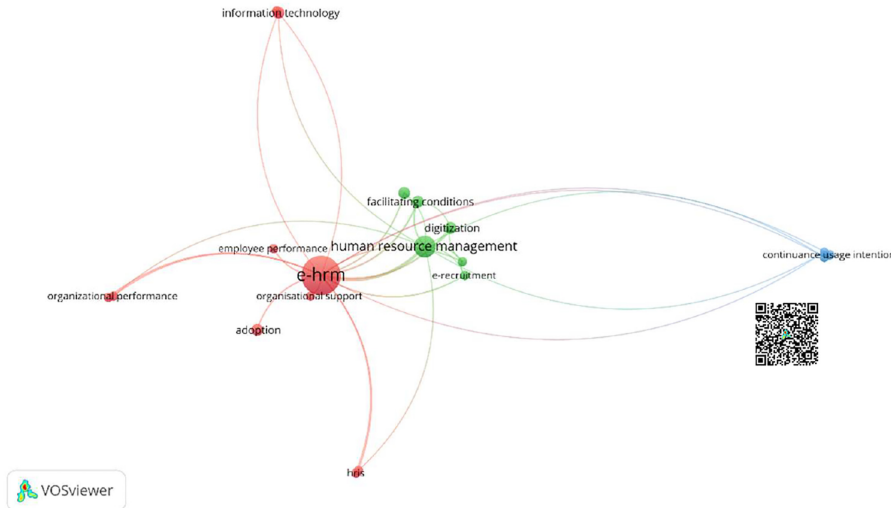 information technology
facilitating conditions
digitization
human resource management
employee performance
continuance usage intention
e-hrm
e-recruitment
organizational performance
organisational support
adoption
hris
VOSviewer